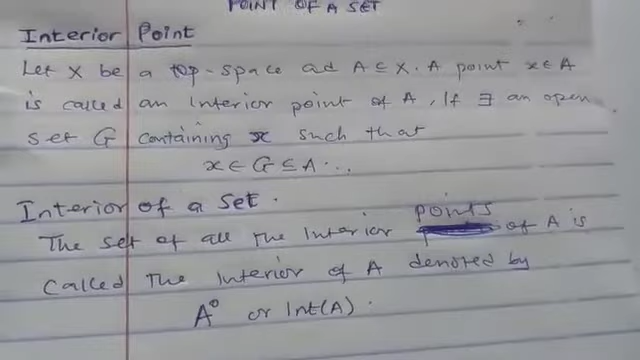 POINT OF A SET
Interior Point
Let X be a top-space ad A ⊆ X. A point x ∈ A
is called an interior point of A, If ∃ an open
set G containing x such that
x ∈ G ⊆ A...
Interior of a set.
The set of all the interior points of A is
called the interior of A denoted by
A° or Int(A).